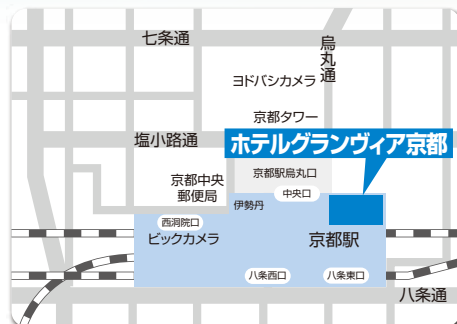 七条通
烏丸通
ヨドバシカメラ
京都タワー
塩小路通
ホテルグランヴィア京都
京都中央
郵便局
京都駅烏丸口
中央口
伊勢丹
西洞院口
ビックカメラ
京都駅
八条西口
八条東口
八条通